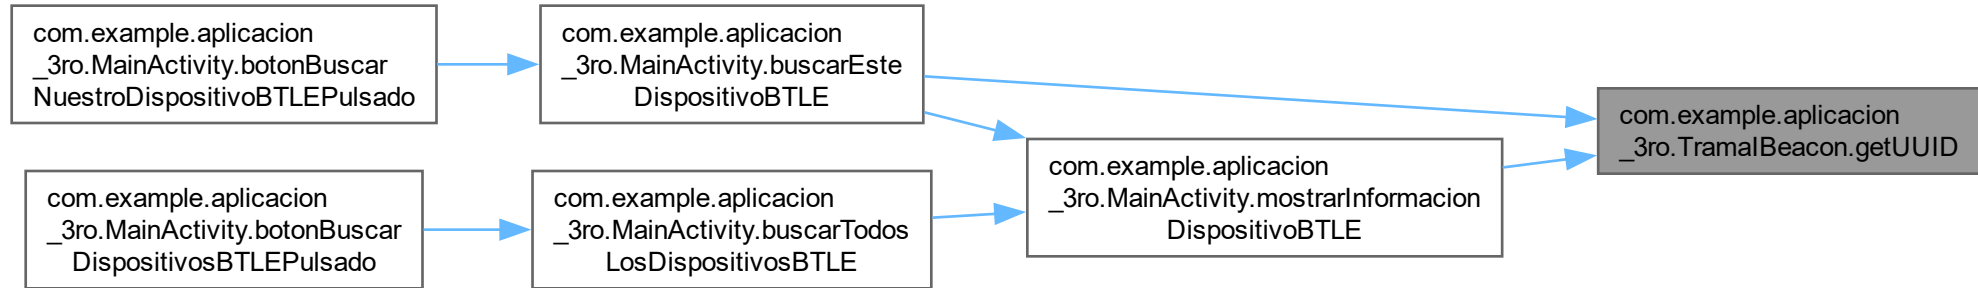 com.example.aplicacion
_3ro.MainActivity.botonBuscar
NuestroDispositivoBTLEPulsado
com.example.aplicacion
_3ro.MainActivity.buscarEste
DispositivoBTLE
com.example.aplicacion
_3ro.TramaIBeacon.getUUID
com.example.aplicacion
_3ro.MainActivity.mostrarInformacion
DispositivoBTLE
com.example.aplicacion
_3ro.MainActivity.botonBuscar
DispositivosBTLEPulsado
com.example.aplicacion
_3ro.MainActivity.buscarTodos
LosDispositivosBTLE